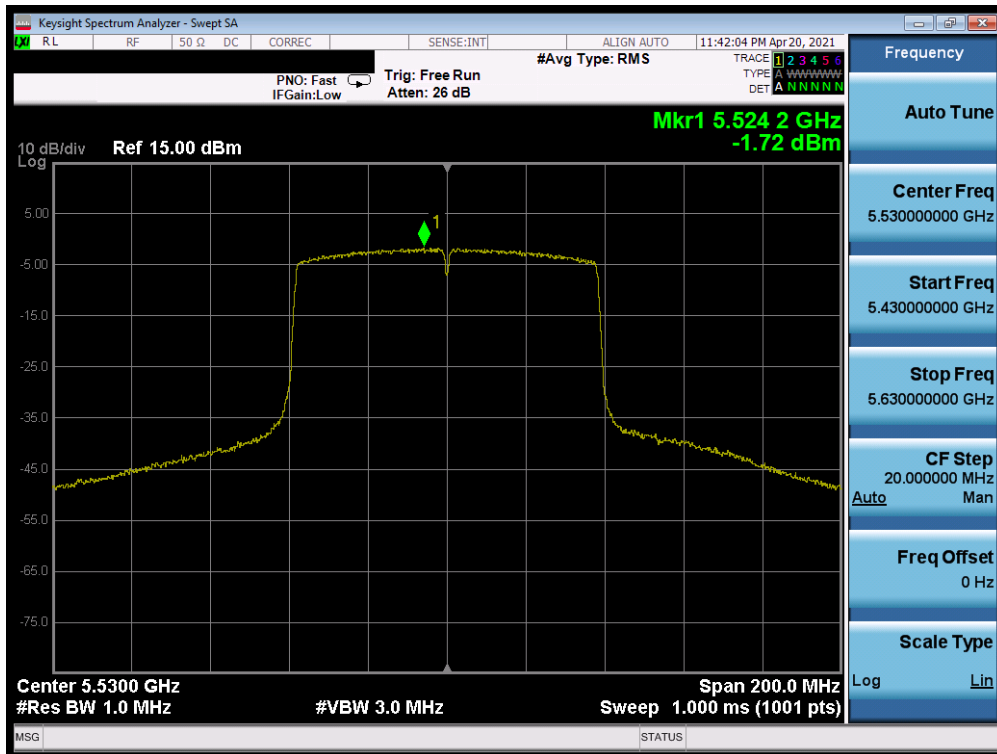 Keysight Spectrum Analyzer - Swept SA
LXI RL RF 50 Ω DC CORREC SENSE:INT ALIGN AUTO 11:42:04 PM Apr 20, 2021
#Avg Type: RMS
TRACE 1 2 3 4 5 6
PNO: Fast Trig: Free Run
TYPE A WWWWW
IFGain:Low Atten: 26 dB
DET A N N N N N
Mkr1 5.524 2 GHz
-1.72 dBm
10 dB/div Ref 15.00 dBm
Log
1
5.00
-5.00
-15.0
-25.0
-35.0
-45.0
-55.0
-65.0
-75.0
Center 5.5300 GHz Span 200.0 MHz
#Res BW 1.0 MHz #VBW 3.0 MHz Sweep 1.000 ms (1001 pts)
MSG STATUS
Frequency
Auto Tune
Center Freq
5.530000000 GHz
Start Freq
5.430000000 GHz
Stop Freq
5.630000000 GHz
CF Step
20.000000 MHz
Auto Man
Freq Offset
0 Hz
Scale Type
Log Lin